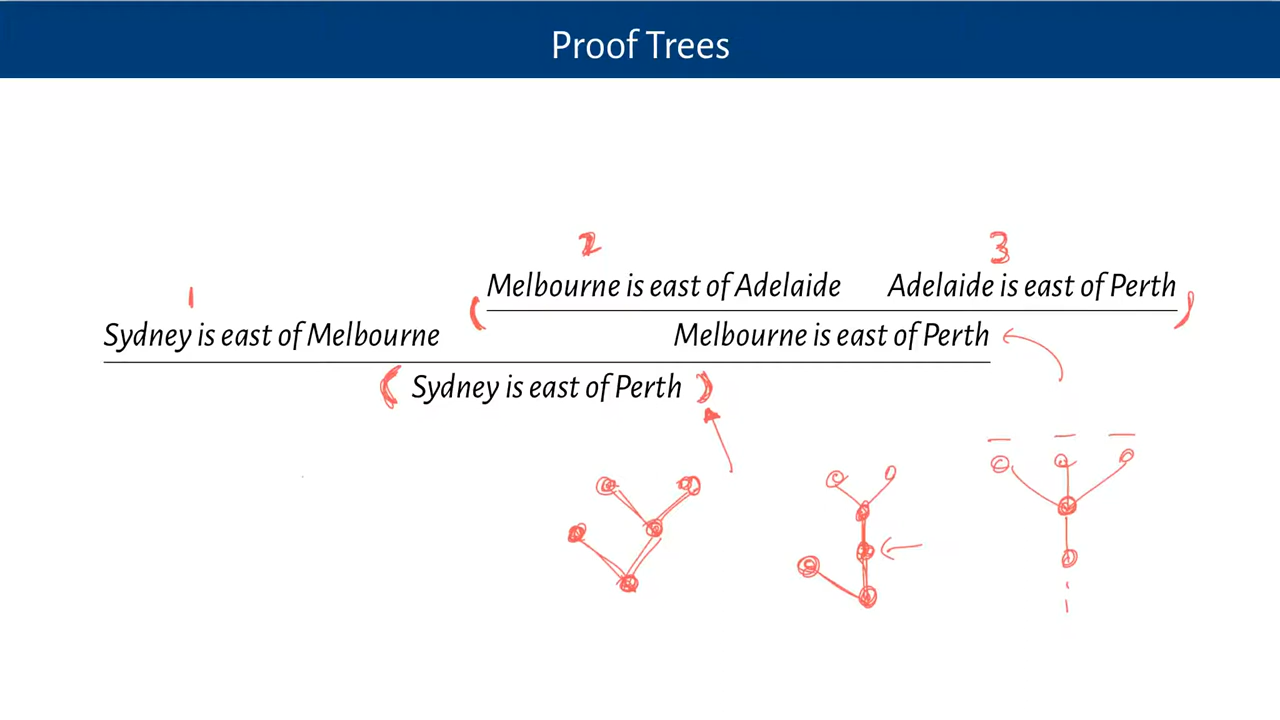 Proof Trees
2 3
Melbourne is east of Adelaide Adelaide is east of Perth
1
Sydney is east of Melbourne Melbourne is east of Perth
Sydney is east of Perth